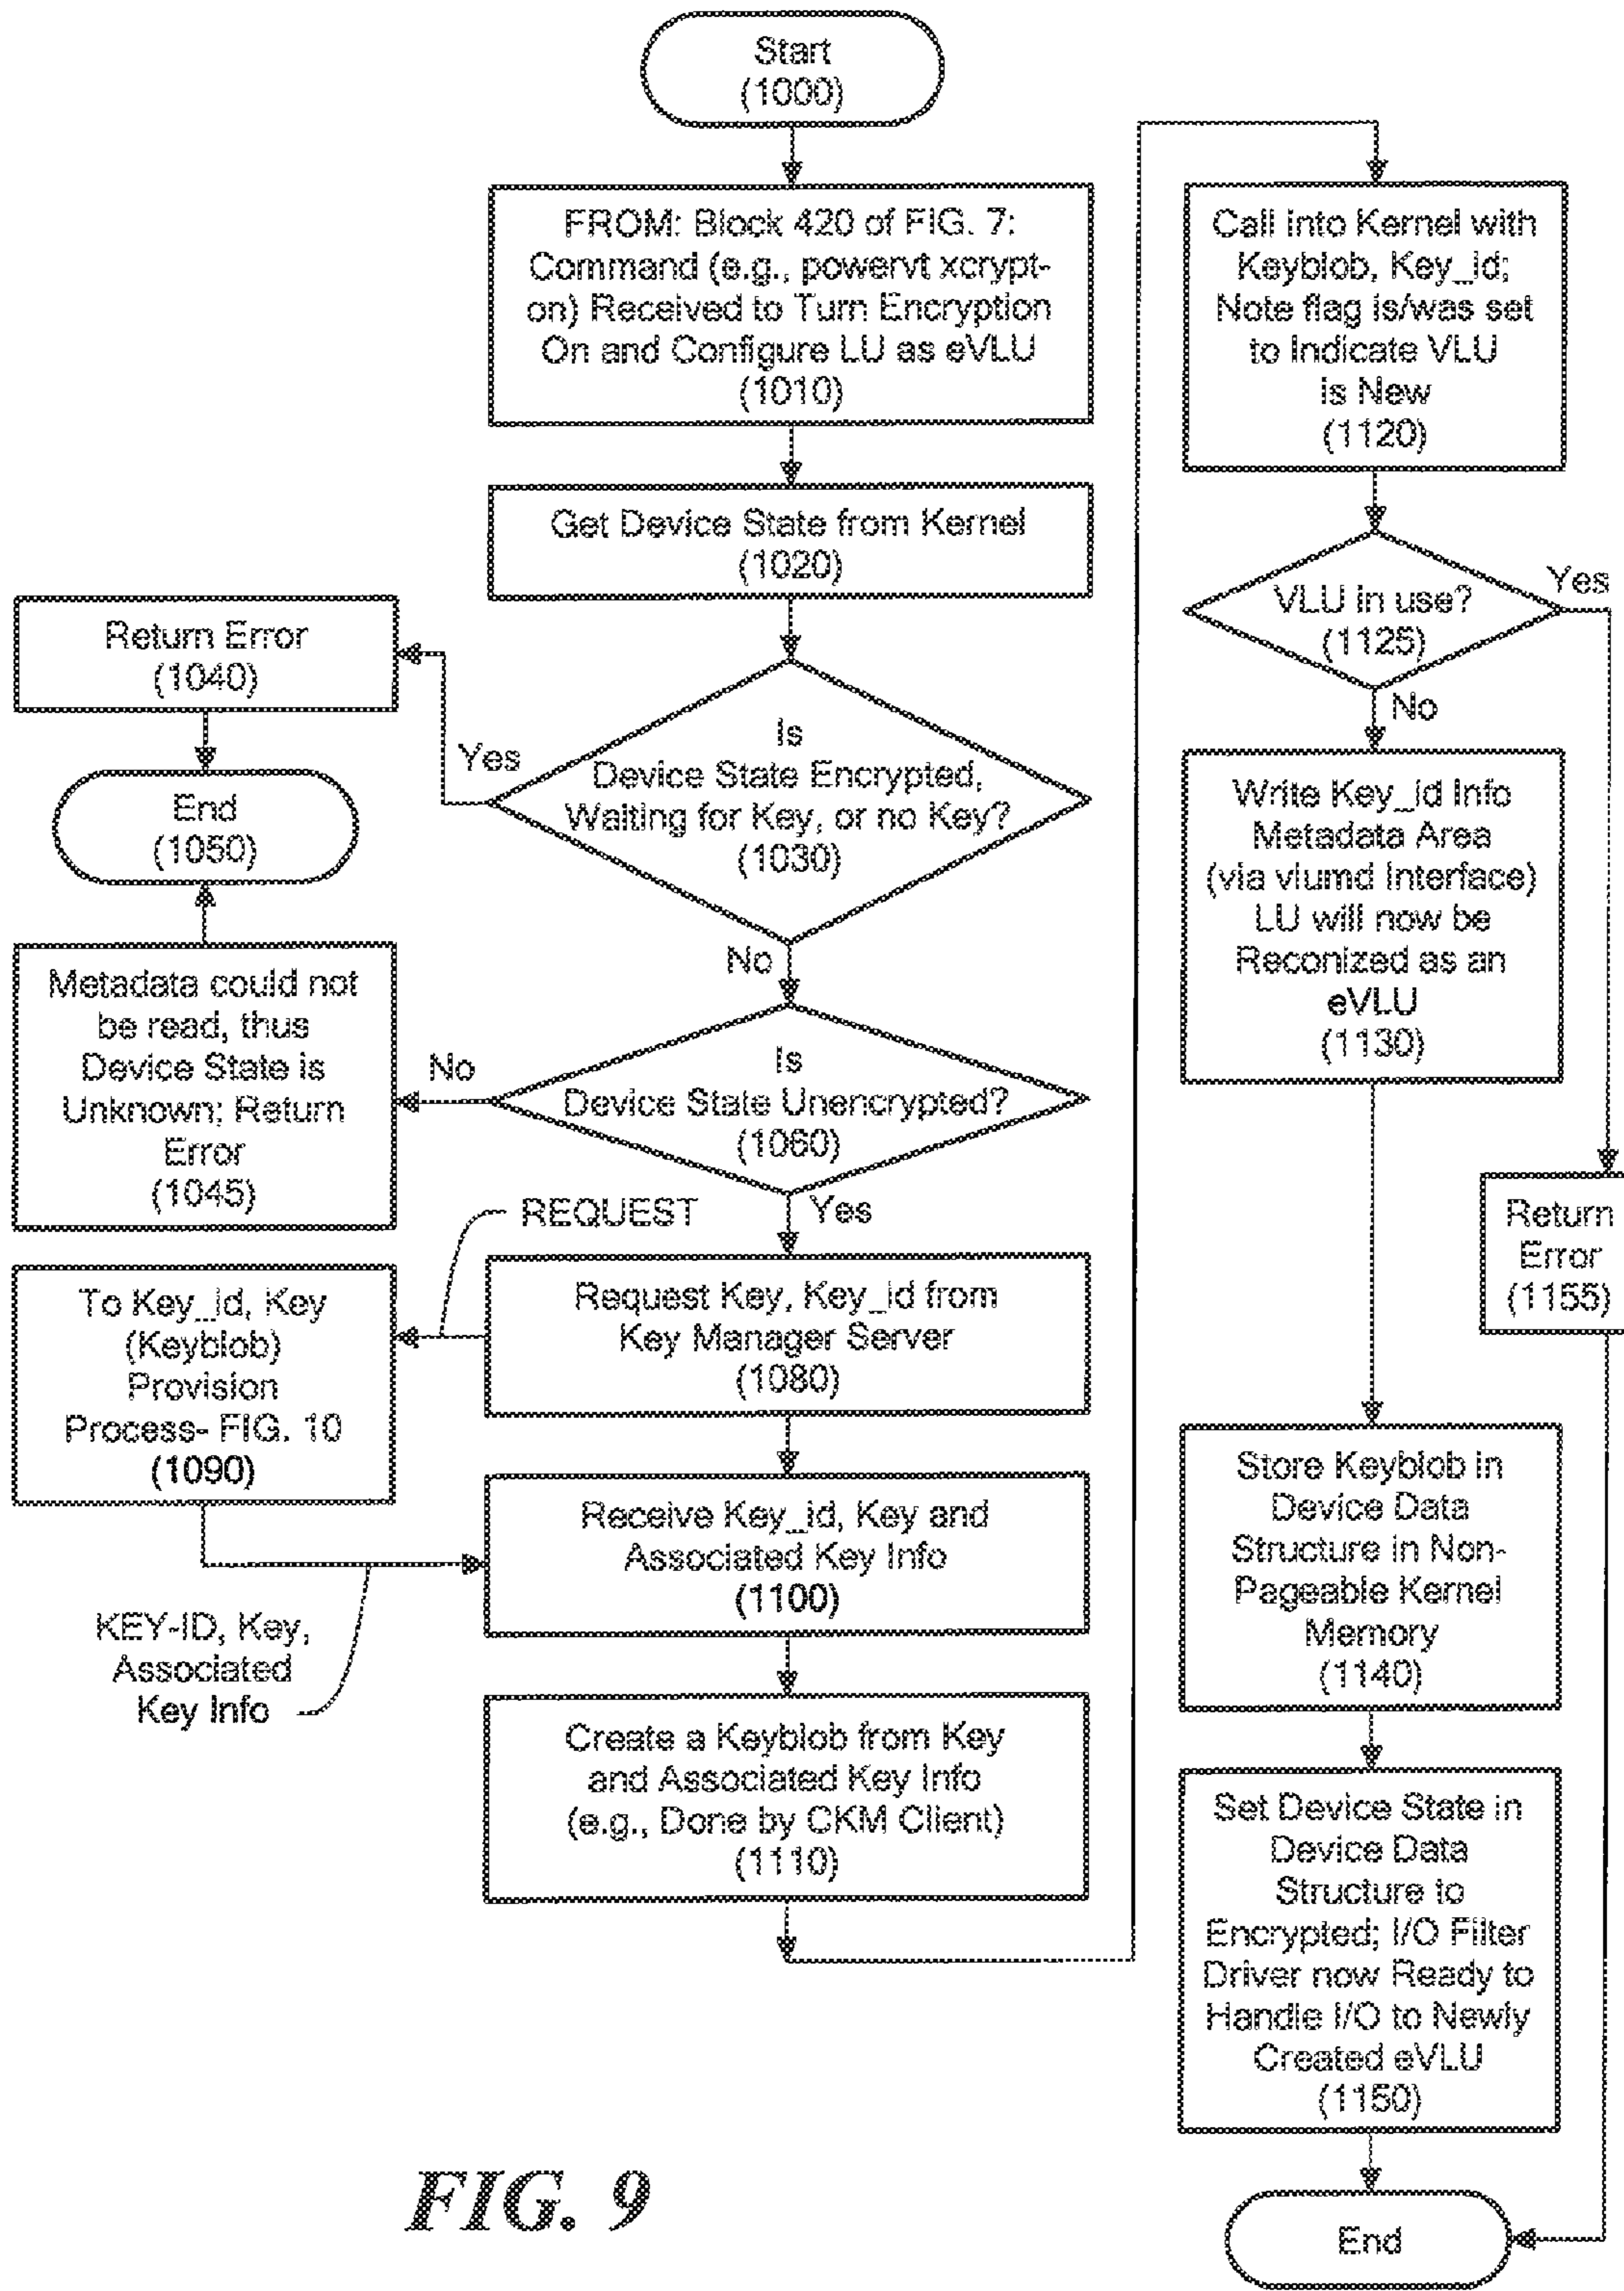 Start
(1000)
FROM: Block 420 of FIG. 7:
Command (e.g., powervt xcrypt-
on) Received to Turn Encryption
On and Configure LU as eVLU
(1010)
Get Device State from Kernel
(1020)
Is
Device State Encrypted,
Waiting for Key, or no Key?
(1030)
Yes
Return Error
(1040)
End
(1050)
No
Is
Device State Unencrypted?
(1060)
No
Metadata could not
be read, thus
Device State is
Unknown; Return
Error
(1045)
Yes
REQUEST
Request Key, Key_id from
Key Manager Server
(1080)
To Key_id, Key
(Keyblob)
Provision
Process- FIG. 10
(1090)
KEY-ID, Key,
Associated
Key Info
Receive Key_id, Key and
Associated Key Info
(1100)
Create a Keyblob from Key
and Associated Key Info
(e.g., Done by CKM Client)
(1110)
Call into Kernel with
Keyblob, Key_id;
Note flag is/was set
to Indicate VLU
is New
(1120)
VLU in use?
(1125)
Yes
No
Write Key_id Info
Metadata Area
(via vlumd Interface)
LU will now be
Reconized as an
eVLU
(1130)
Return
Error
(1155)
Store Keyblob in
Device Data
Structure in Non-
Pageable Kernel
Memory
(1140)
Set Device State in
Device Data
Structure to
Encrypted; I/O Filter
Driver now Ready to
Handle I/O to Newly
Created eVLU
(1150)
End
FIG. 9